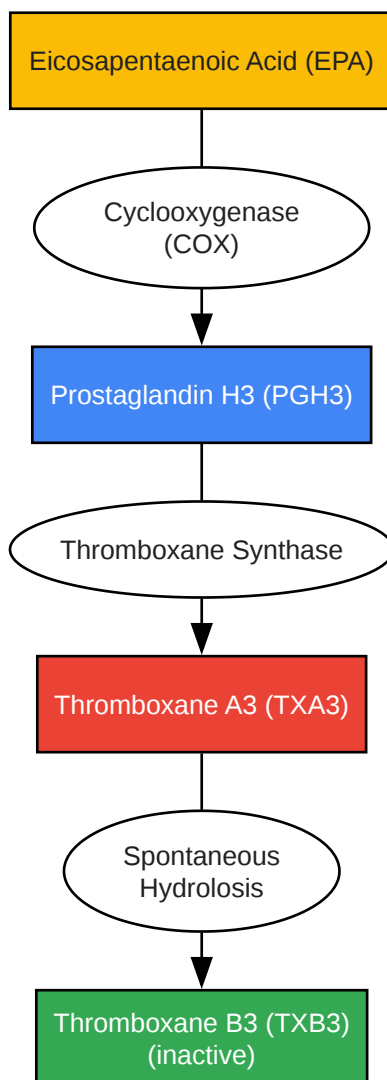 Eicosapentaenoic Acid (EPA)
Cyclooxygenase
(COX)
Prostaglandin H3 (PGH3)
Thromboxane Synthase
Thromboxane A3 (TXA3)
Spontaneous
Hydrolosis
Thromboxane B3 (TXB3)
(inactive)